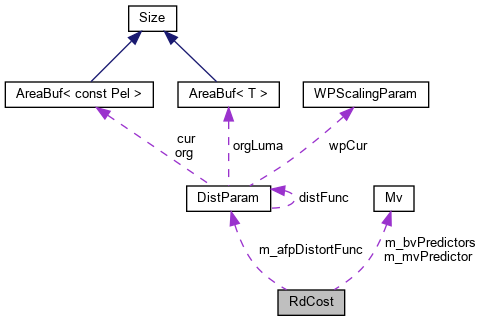 Size
AreaBuf< const Pel >
AreaBuf< T >
WPScalingParam
cur
org
orgLuma
wpCur
DistParam
distFunc
Mv
m_afpDistortFunc
m_bvPredictors
m_mvPredictor
RdCost